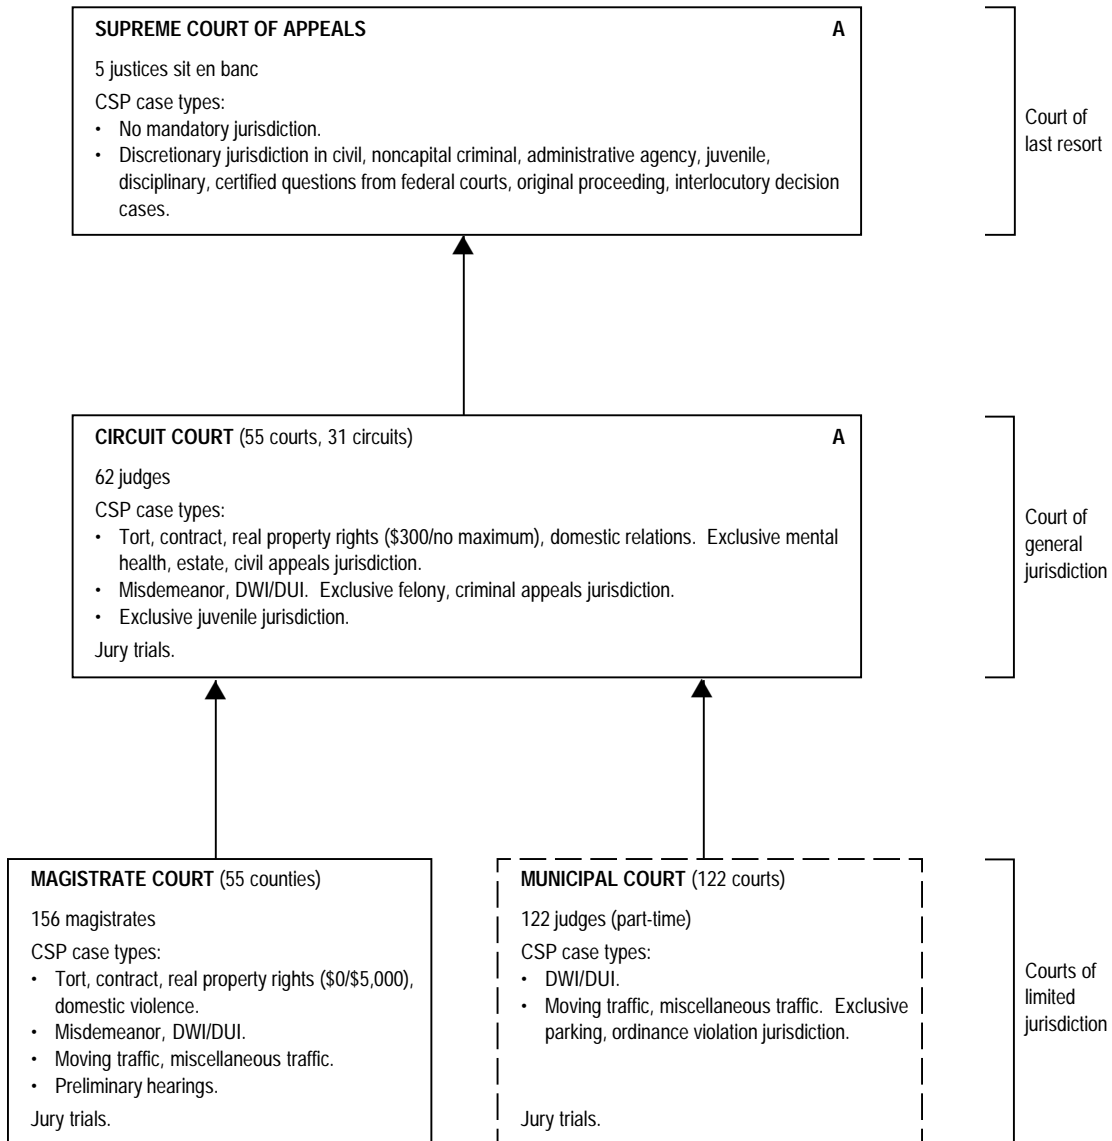 SUPREME COURT OF APPEALS A
5 justices sit en banc
CSP case types:
• No mandatory jurisdiction.
• Discretionary jurisdiction in civil, noncapital criminal, administrative agency, juvenile,
disciplinary, certified questions from federal courts, original proceeding, interlocutory decision
cases.
Court of
last resort
CIRCUIT COURT (55 courts, 31 circuits) A
62 judges
CSP case types:
• Tort, contract, real property rights ($300/no maximum), domestic relations. Exclusive mental
health, estate, civil appeals jurisdiction.
• Misdemeanor, DWI/DUI. Exclusive felony, criminal appeals jurisdiction.
• Exclusive juvenile jurisdiction.
Jury trials.
Court of
general
jurisdiction
MAGISTRATE COURT (55 counties)
156 magistrates
CSP case types:
• Tort, contract, real property rights ($0/$5,000),
domestic violence.
• Misdemeanor, DWI/DUI.
• Moving traffic, miscellaneous traffic.
• Preliminary hearings.
Jury trials.
MUNICIPAL COURT (122 courts)
122 judges (part-time)
CSP case types:
• DWI/DUI.
• Moving traffic, miscellaneous traffic. Exclusive
parking, ordinance violation jurisdiction.
Jury trials.
Courts of
limited
jurisdiction